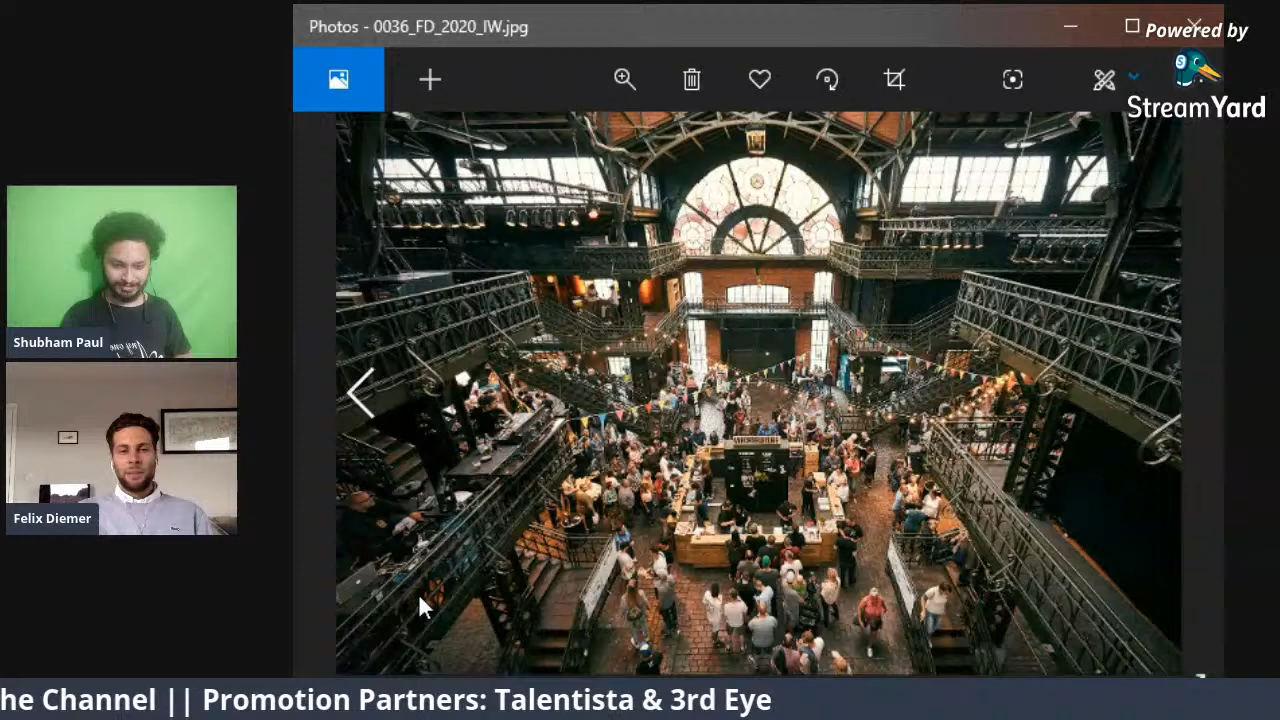 Photos - 0036_FD_2020_IW.jpg
Powered by
StreamYard
Shubham Paul
Felix Diemer
he Channel || Promotion Partners: Talentista & 3rd Eye